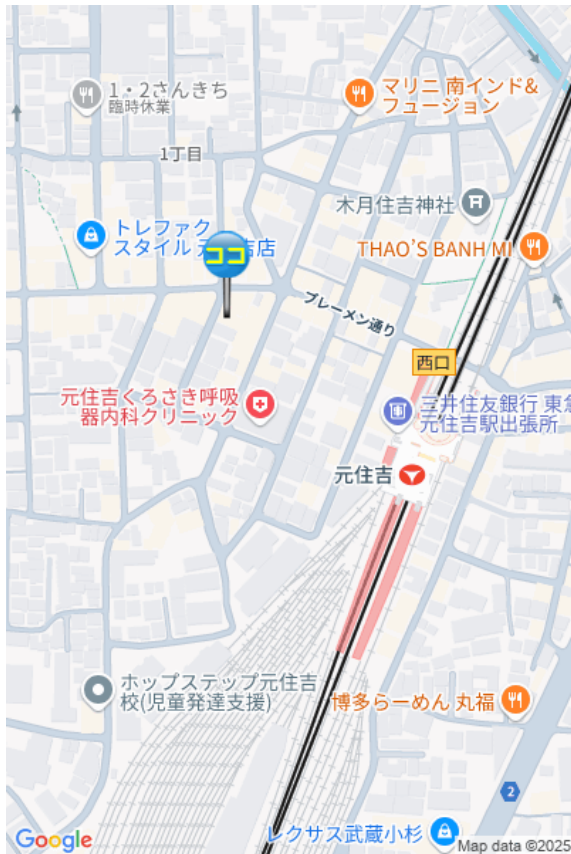 1・2さんきち
臨時休業
マリニ 南インド&
フュージョン
1丁目
木月住吉神社
トレファク
スタイル 元
吉店
ココ
THAO'S BANH MI
ブレーメン通り
西口
元住吉くろさき呼吸
器内科クリニック
三井住友銀行 東急
元住吉駅出張所
元住吉
ホップステップ元住吉
校(児童発達支援)
博多らーめん 丸福
2
レクサス武蔵小杉
Google
Map data ©2025